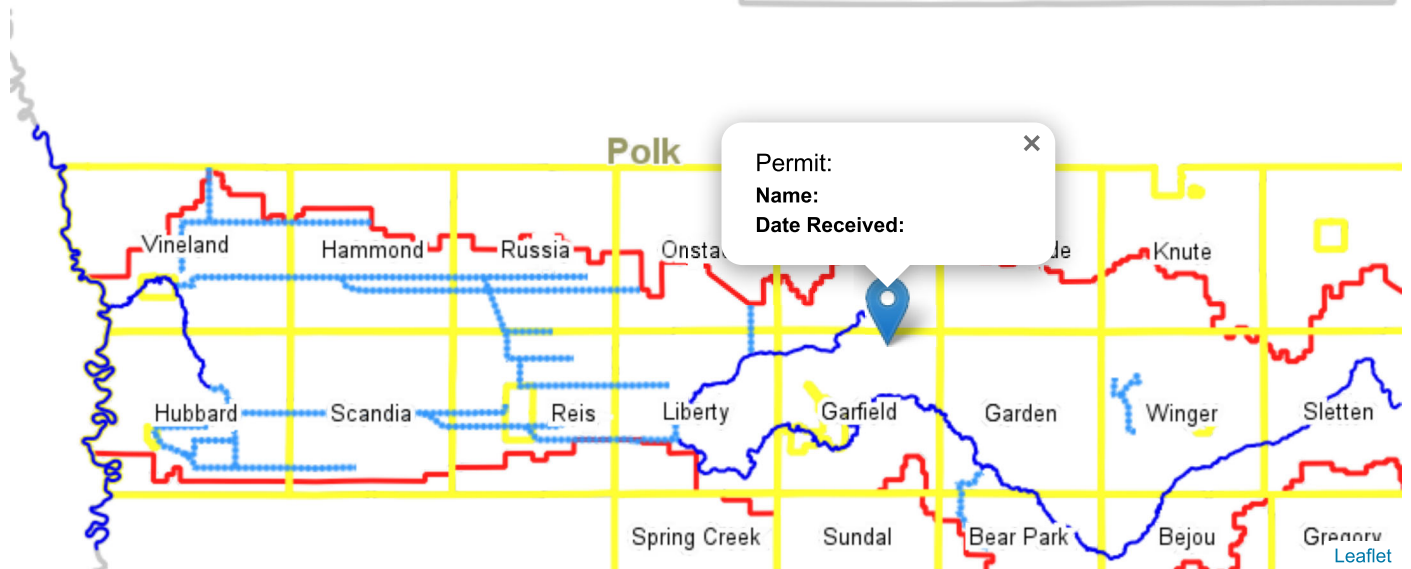 Polk
×
Permit:
Name:
Date Received:
Vineland
Hammond
Russia
Knute
Hubbard
Scandia
Reis
Liberty
Garfield
Garden
Winger
Sletten
Spring Creek
Sundal
Bear Park
Bejou
Gregory
Leaflet